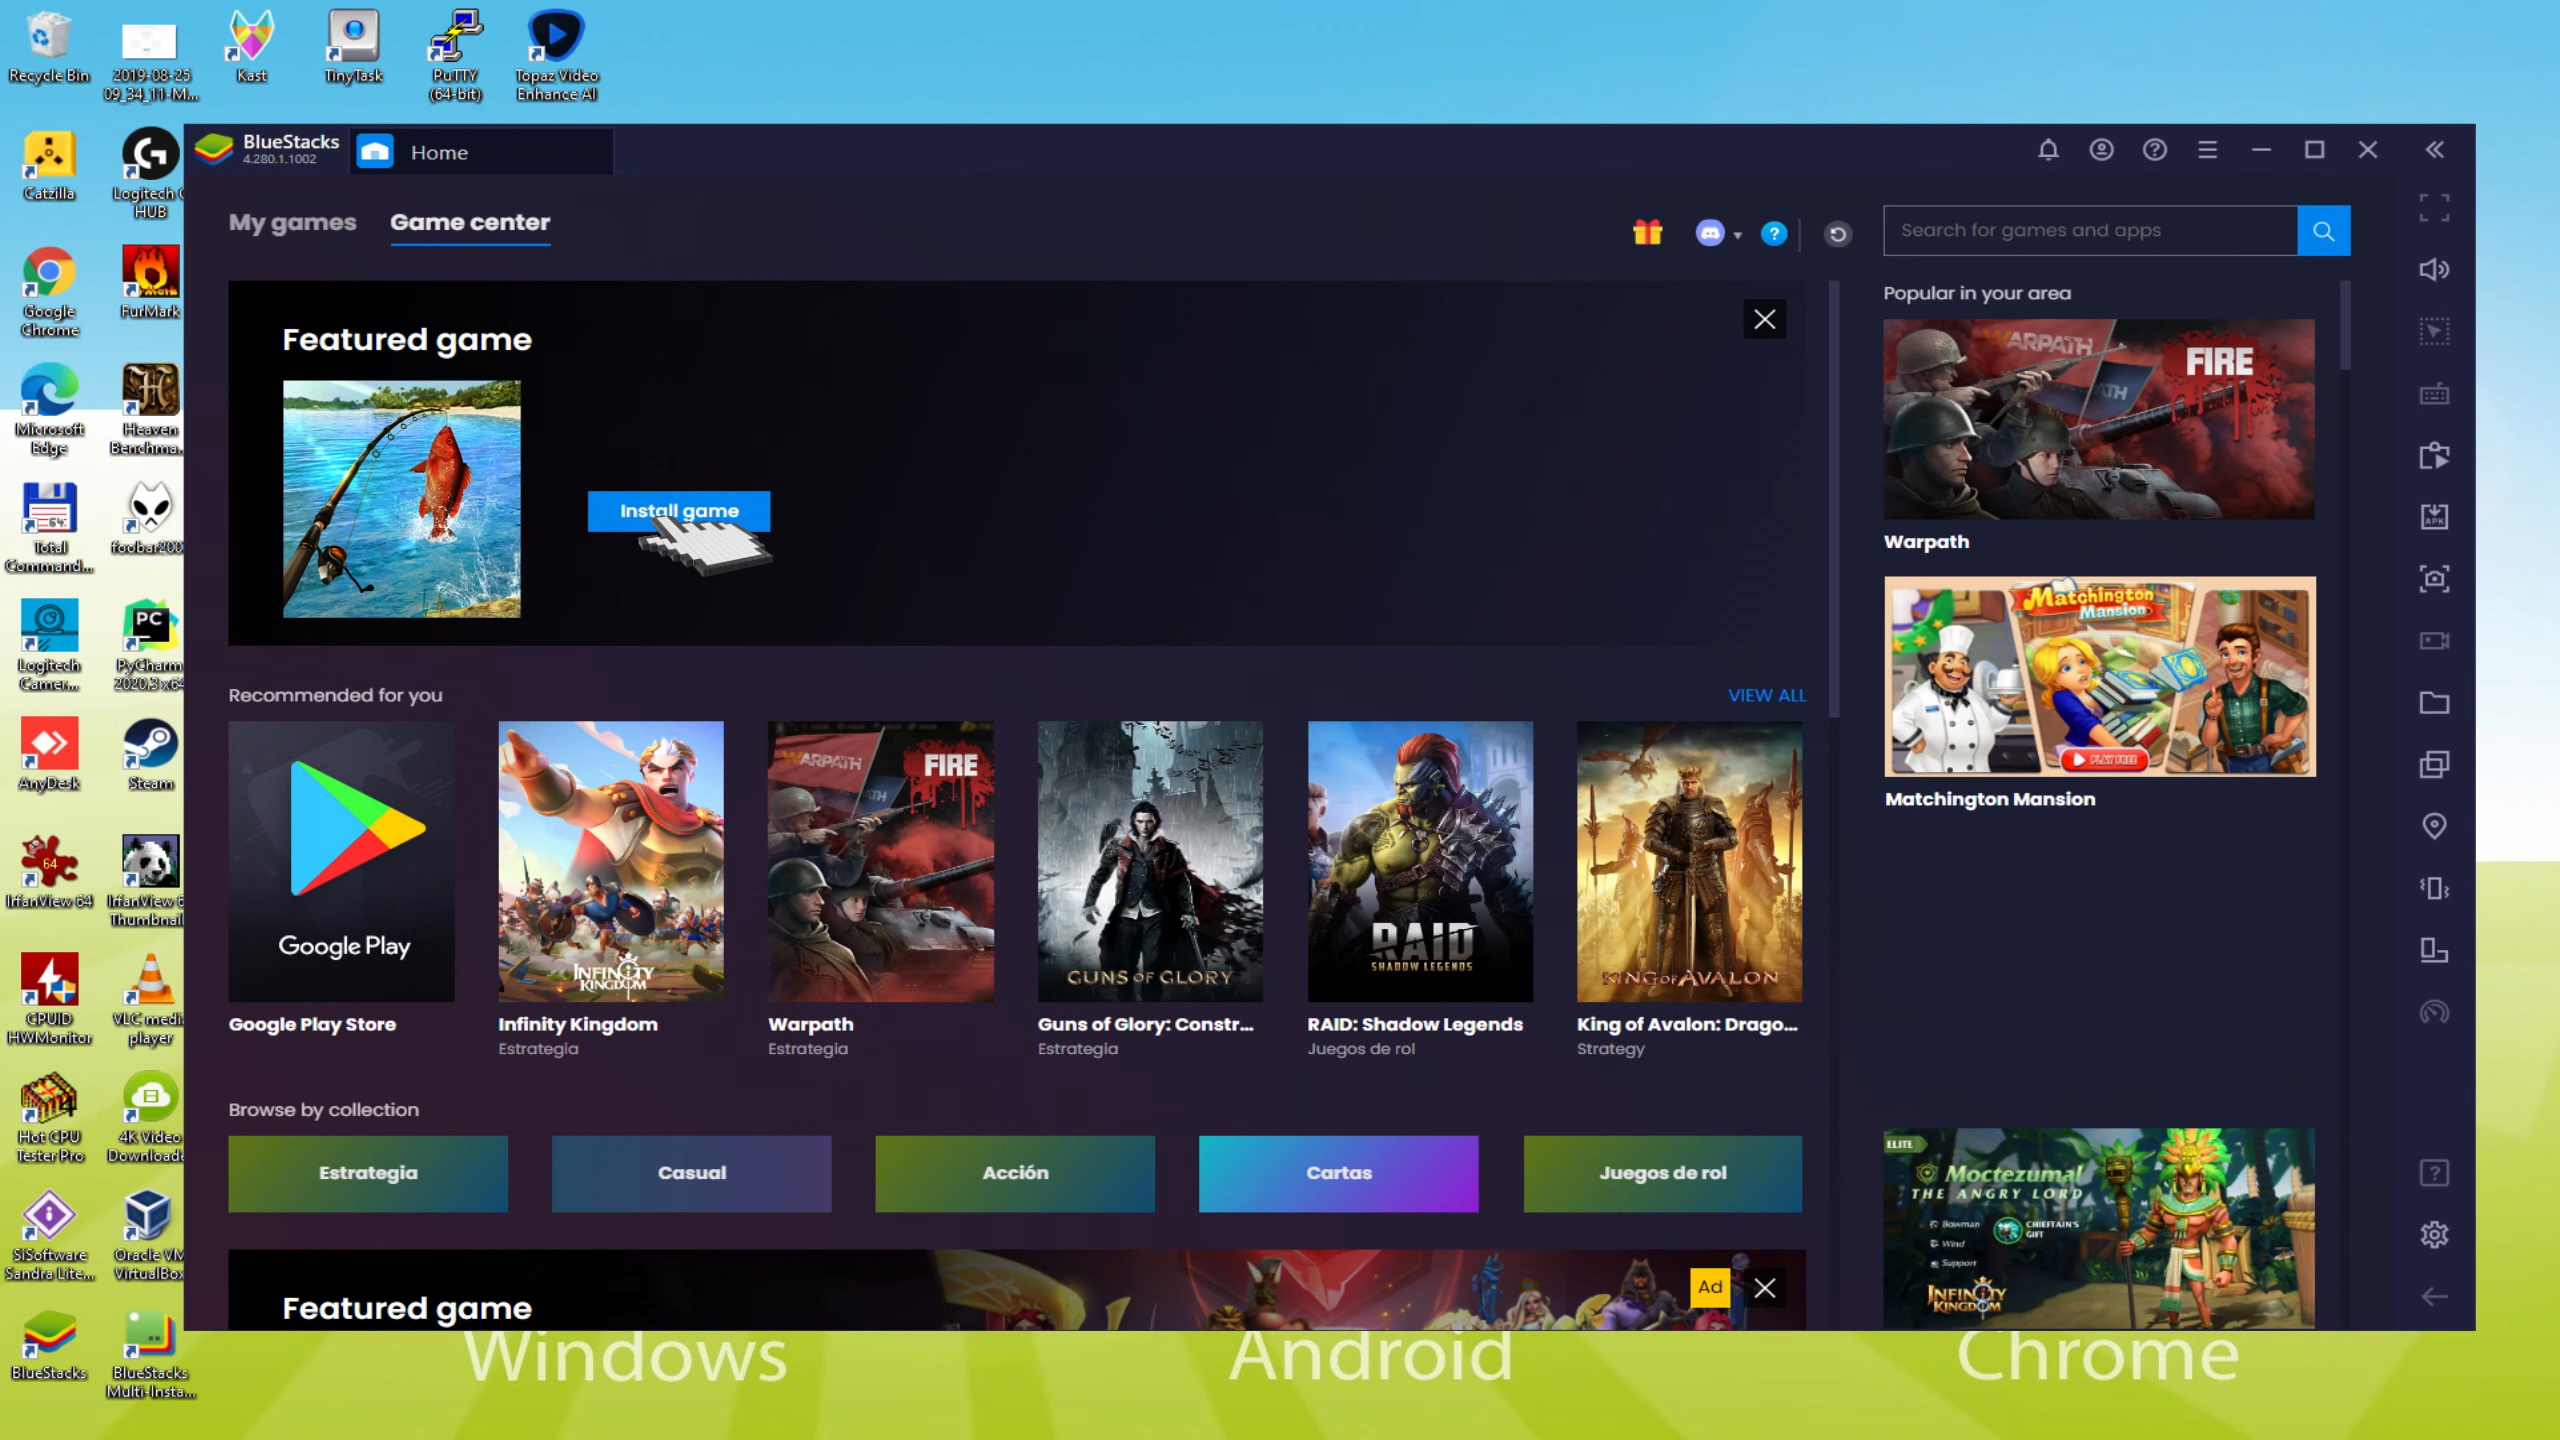 Recycle Bin
2019-08-25
09_34_11-M...
Kast
TinyTask
PuTTY
(64-bit)
Topaz Video
Enhance AI
Catzilla
Logitech G
HUB
Google
Chrome
FurMark
Microsoft
Edge
Heaven
Benchma...
Total
Command...
foobar200
Logitech
Camer...
PyCharm
2020.3 x64
AnyDesk
Steam
IrfanView 64
IrfanView 6
Thumbnail
CPUID
HWMonitor
VLC medi
player
Hot CPU
Tester Pro
4K Video
Downloade
SiSoftware
Sandra Lite...
Oracle VM
VirtualBox
BlueStacks
BlueStacks
Multi-Insta...
BlueStacks
4.280.1.1002
Home
My games
Game center
Search for games and apps
Featured game
Install game
Popular in your area
WARPATH
FIRE
Warpath
Matchington
Mansion
PLAY FREE
Matchington Mansion
Recommended for you
VIEW ALL
Google Play
INFINITY
KINGDOM
WARPATH
FIRE
GUNS OF GLORY
RAID
SHADOW LEGENDS
KING OF AVALON
Google Play Store
Infinity Kingdom
Warpath
Guns of Glory: Constr...
RAID: Shadow Legends
King of Avalon: Drago...
Estrategia
Estrategia
Estrategia
Juegos de rol
Strategy
Browse by collection
Estrategia
Casual
Acción
Cartas
Juegos de rol
Featured game
Ad
ELITE
Moctezumal
THE ANGRY LORD
Bowman
Wind
Support
CHIEFTAIN'S
GIFT
INFINITY
KINGDOM
Windows
Android
Chrome